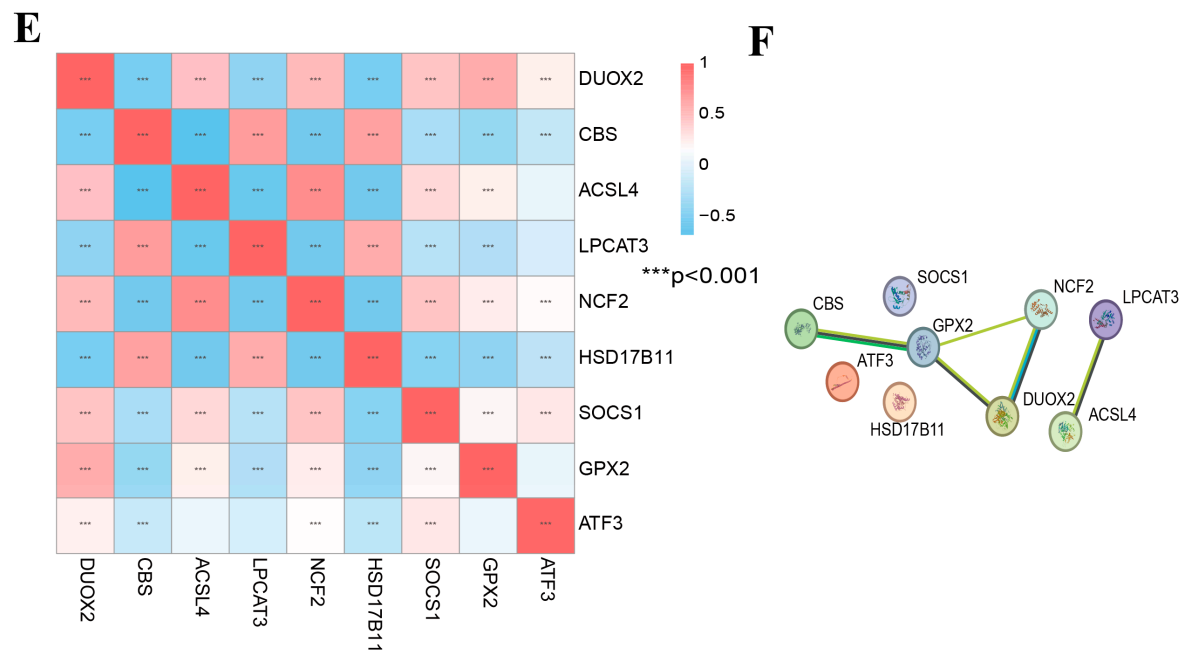 E
*** *** *** *** *** *** *** *** *** DUOX2
*** *** *** *** *** *** *** *** *** CBS
*** *** *** *** *** *** *** *** ACSL4
*** *** *** *** *** *** *** *** LPCAT3
*** *** *** *** *** *** *** *** *** NCF2
*** *** *** *** *** *** *** *** *** HSD17B11
*** *** *** *** *** *** *** *** *** SOCS1
*** *** *** *** *** *** *** *** GPX2
*** *** *** *** *** *** ATF3
DUOX2
CBS
ACSL4
LPCAT3
NCF2
HSD17B11
SOCS1
GPX2
ATF3
1
0.5
0
−0.5
***p<0.001
F
SOCS1
NCF2
LPCAT3
CBS
GPX2
ATF3
DUOX2
ACSL4
HSD17B11